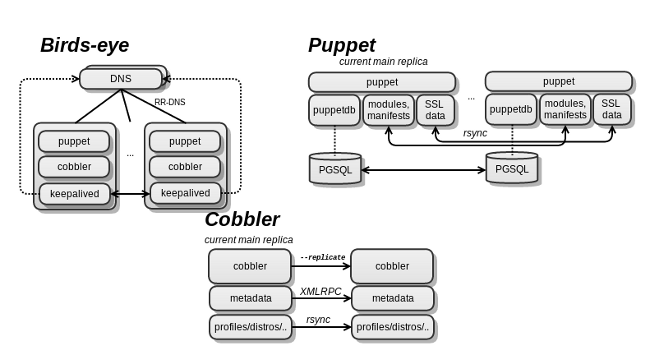 Birds-eye
DNS
RR-DNS
puppet
cobbler
keepalived
...
puppet
cobbler
keepalived
Puppet
current main replica
puppet
puppetdb
modules,
manifests
SSL
data
...
puppet
puppetdb
modules,
manifests
SSL
data
rsync
PGSQL
PGSQL
Cobbler
current main replica
cobbler
--replicate
cobbler
metadata
XMLRPC
metadata
profiles/distros/..
rsync
profiles/distros/..